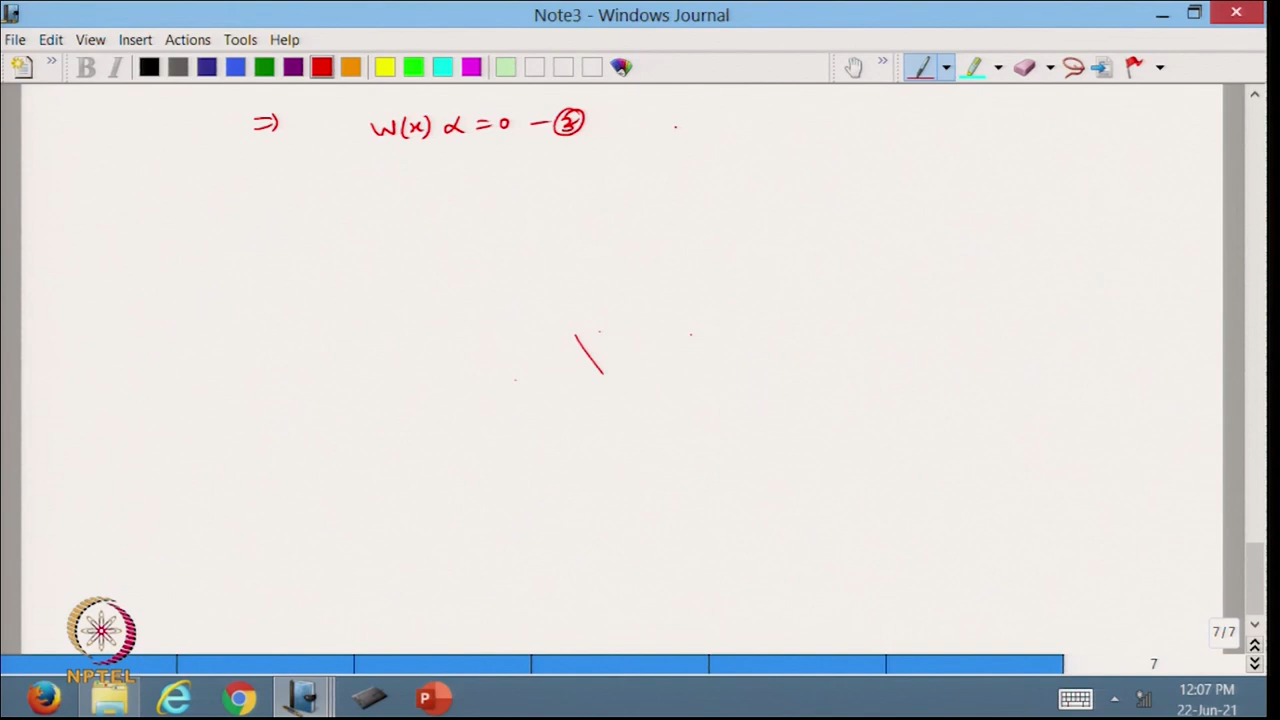 Note3 - Windows Journal
File Edit View Insert Actions Tools Help
B I
⇒ W(x) α = 0 —
7/7
7
NPTEL
12:07 PM
22-Jun-21